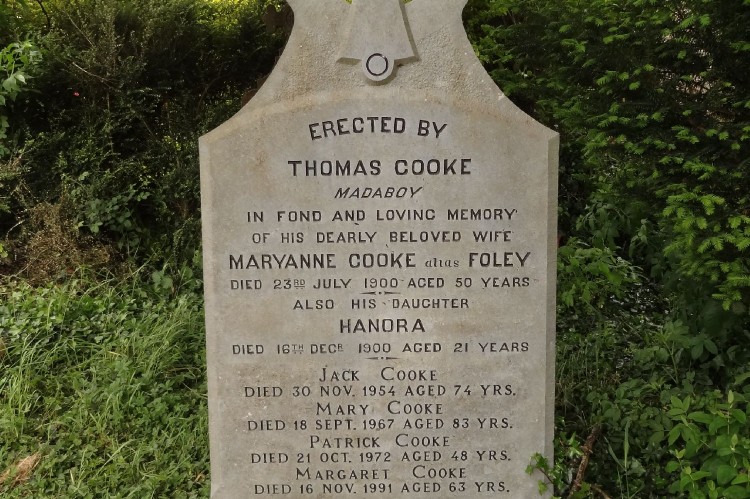 ERECTED BY
THOMAS COOKE
MADABOY
IN FOND AND LOVING MEMORY
OF HIS DEARLY BELOVED WIFE
MARYANNE COOKE alias FOLEY
DIED 23RD JULY 1900 AGED 50 YEARS
ALSO HIS DAUGHTER
HANORA
DIED 16TH DECR 1900 AGED 21 YEARS
JACK COOKE
DIED 30 NOV. 1954 AGED 74 YRS.
MARY COOKE
DIED 18 SEPT. 1967 AGED 83 YRS.
PATRICK COOKE
DIED 21 OCT. 1972 AGED 48 YRS.
MARGARET COOKE
DIED 16 NOV. 1991 AGED 63 YRS.